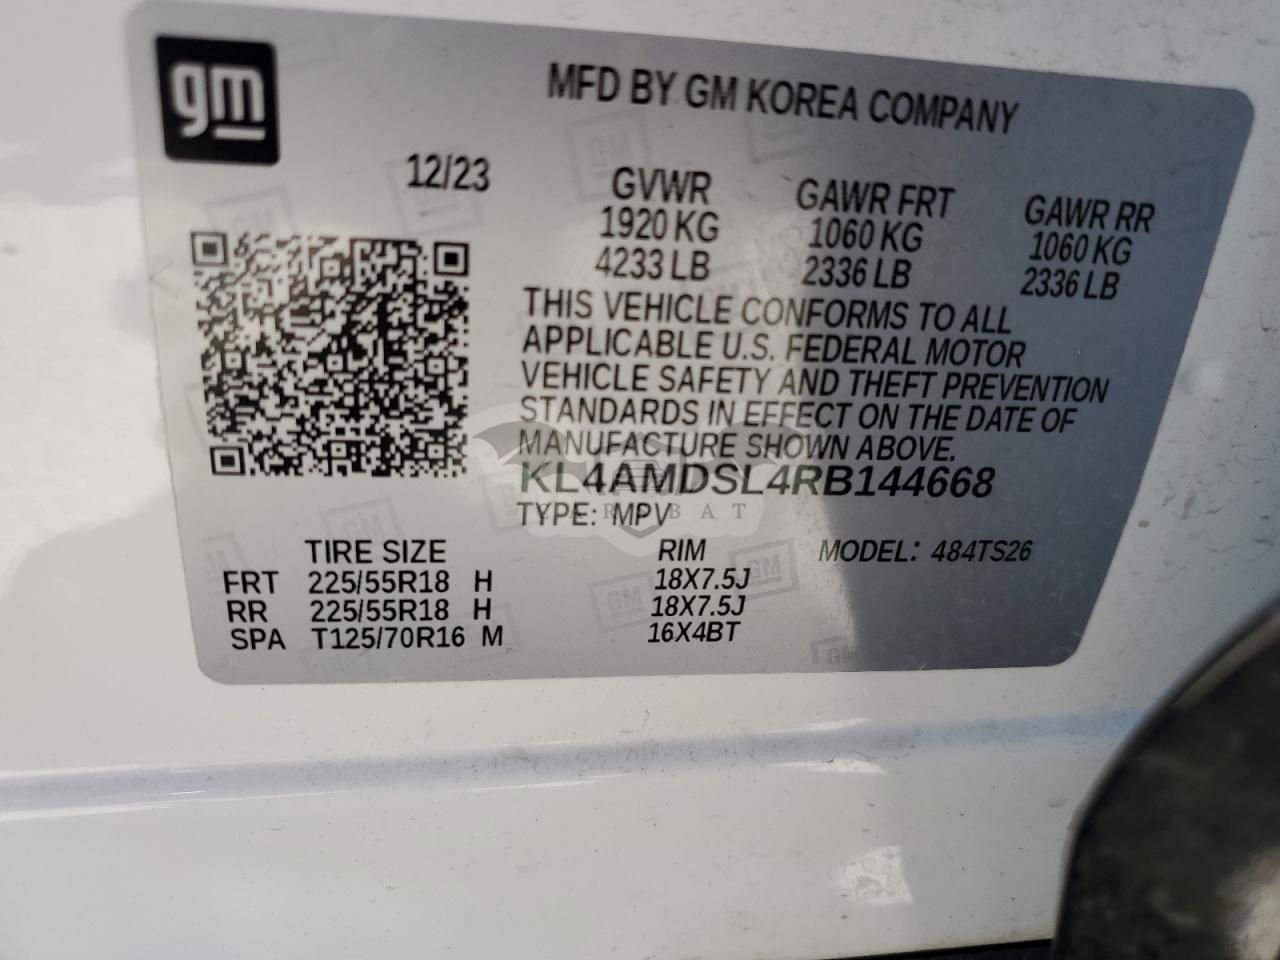 gm
MFD BY GM KOREA COMPANY
12/23
GVWR GAWR FRT GAWR RR
1920 KG 1060 KG 1060 KG
4233 LB 2336 LB 2336 LB
THIS VEHICLE CONFORMS TO ALL
APPLICABLE U.S. FEDERAL MOTOR
VEHICLE SAFETY AND THEFT PREVENTION
STANDARDS IN EFFECT ON THE DATE OF
MANUFACTURE SHOWN ABOVE.
KL4AMDSL4RB144668
TYPE: MPV
CARABAT
TIRE SIZE RIM MODEL: 484TS26
FRT 225/55R18 H 18X7.5J
RR 225/55R18 H 18X7.5J
SPA T125/70R16 M 16X4BT